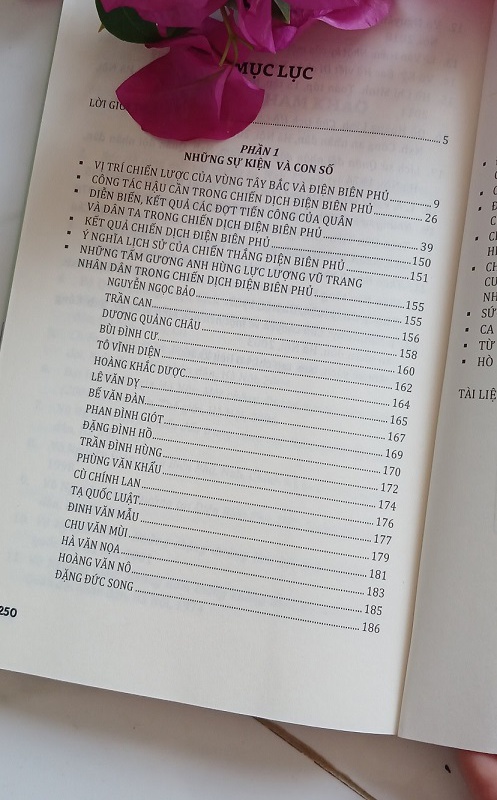 MỤC LỤC
LỜI GIỚ
5
PHẦN 1
NHỮNG SỰ KIỆN VÀ CON SỐ
▪ VỊ TRÍ CHIẾN LƯỢC CỦA VÙNG TÂY BẮC VÀ ĐIỆN BIÊN PHỦ 9
▪ CÔNG TÁC HẬU CẦN TRONG CHIẾN DỊCH ĐIỆN BIÊN PHỦ 26
▪ DIỄN BIẾN, KẾT QUẢ CÁC ĐỢT TIẾN CÔNG CỦA QUÂN
VÀ DÂN TA TRONG CHIẾN DỊCH ĐIỆN BIÊN PHỦ 39
▪ KẾT QUẢ CHIẾN DỊCH ĐIỆN BIÊN PHỦ 150
▪ Ý NGHĨA LỊCH SỬ CỦA CHIẾN THẮNG ĐIỆN BIÊN PHỦ 151
▪ NHỮNG TẤM GƯƠNG ANH HÙNG LỰC LƯỢNG VŨ TRANG
NHÂN DÂN TRONG CHIẾN DỊCH ĐIỆN BIÊN PHỦ 155
NGUYỄN NGỌC BẢO 155
TRẦN CAN 156
DƯƠNG QUẢNG CHÂU 158
BÙI ĐÌNH CƯ 160
TÔ VĨNH DIỆN 162
HOÀNG KHẮC DƯỢC 164
LÊ VĂN DỴ 165
BẾ VĂN ĐÀN 167
PHAN ĐÌNH GIÓT 169
ĐẶNG ĐÌNH HỒ 170
TRẦN ĐÌNH HÙNG 172
PHÙNG VĂN KHẦU 174
CÙ CHÍNH LAN 176
TẠ QUỐC LUẬT 177
ĐINH VĂN MẪU 179
CHU VĂN MÙI 181
HÀ VĂN NỌA 183
HOÀNG VĂN NÔ 185
ĐẶNG ĐỨC SONG 186
250
▪ SỨ
▪ CA
▪ TỪ
▪ HÒ
TÀI LIỆ